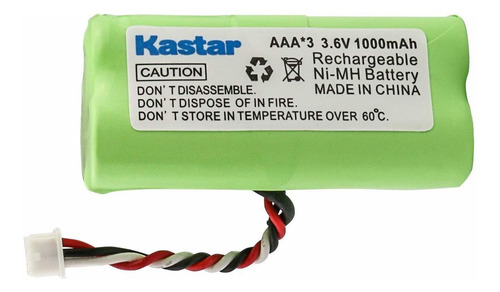 Kastar AAA*3 3.6V 1000mAh
Rechargeable
Ni-MH Battery
CAUTION
MADE IN CHINA
DON'T DISASSEMBLE.
DON'T DISPOSE OF IN FIRE.
DON'T STORE IN TEMPERATURE OVER 60℃